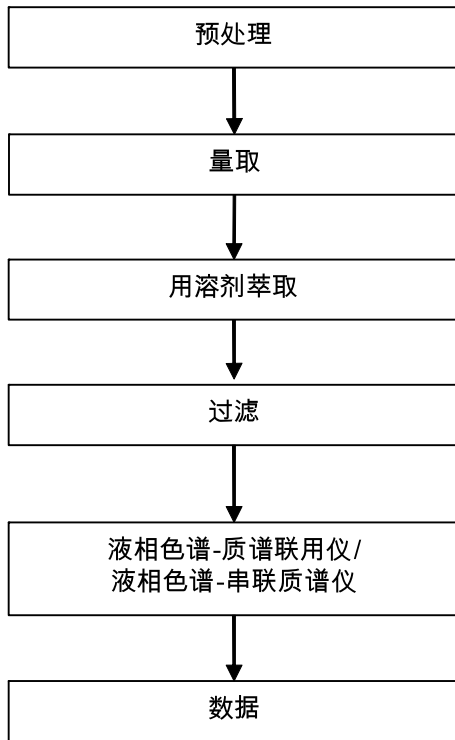 预处理
量取
用溶剂萃取
过滤
液相色谱-质谱联用仪/
液相色谱-串联质谱仪
数据